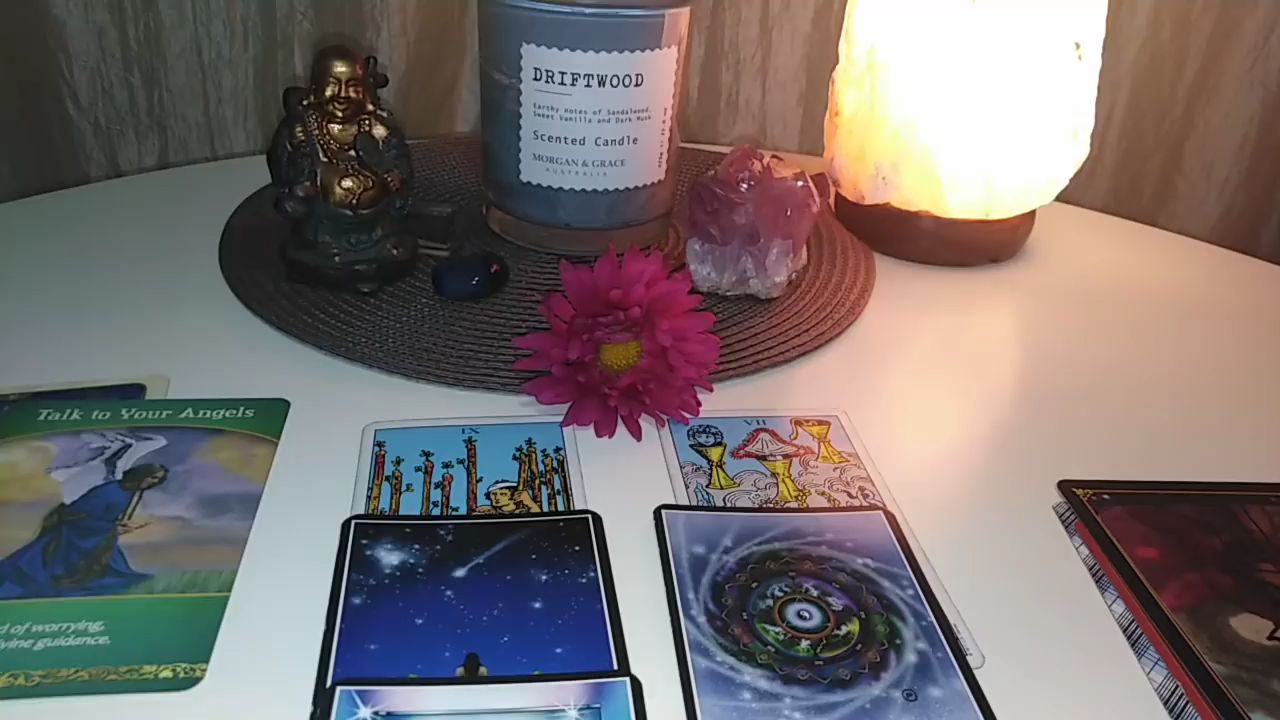 DRIFTWOOD
Earthy notes of Sandalwood,
Sweet Vanilla and Dark Musk
Scented Candle
MORGAN & GRACE
AUSTRALIA
Talk to Your Angels
IX
VII
of worrying,
guidance.